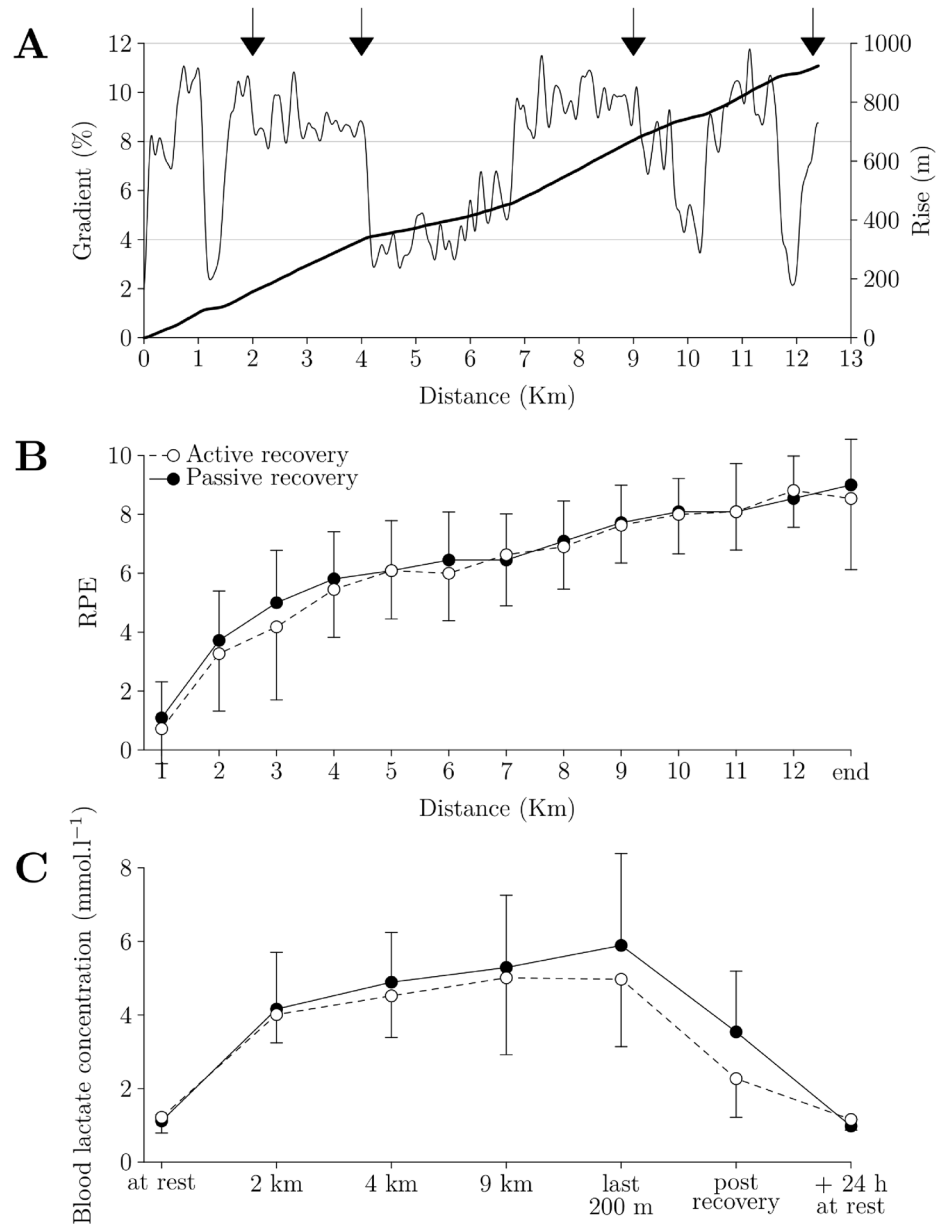 A
Gradient (%)
12
10
8
6
4
2
0
1000
800
600
400
200
0
Rise (m)
0 1 2 3 4 5 6 7 8 9 10 11 12 13
Distance (Km)
B
Active recovery
Passive recovery
RPE
10
8
6
4
2
0
1 2 3 4 5 6 7 8 9 10 11 12 end
Distance (Km)
C
Blood lactate concentration (mmol.l⁻¹)
8
6
4
2
0
at rest 2 km 4 km 9 km last post + 24 h
200 m recovery at rest